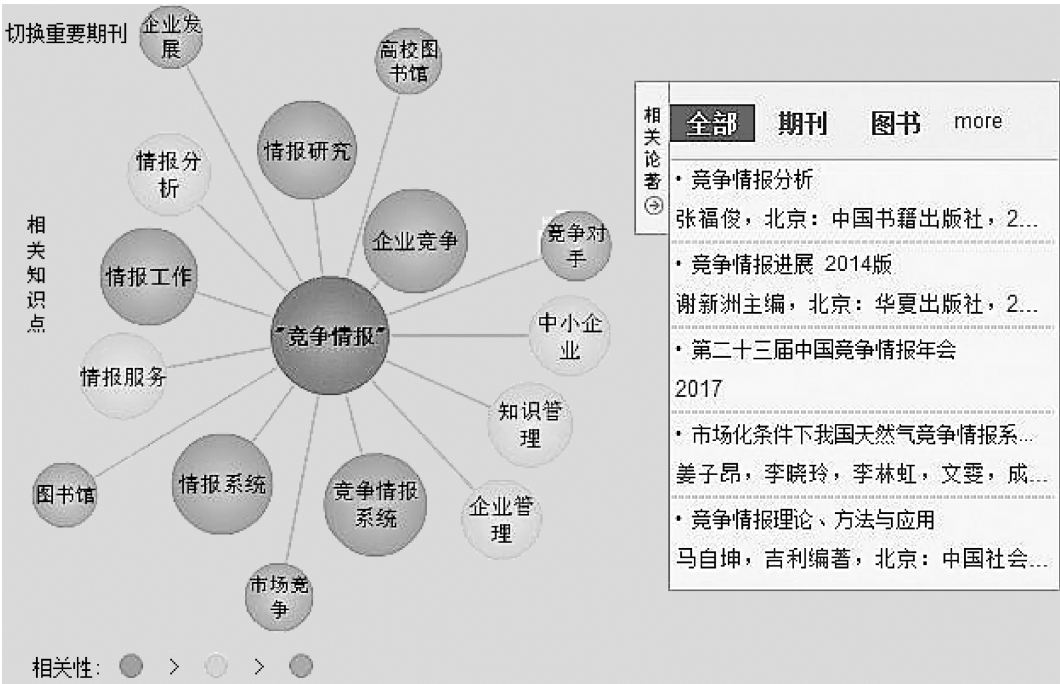 切换重要期刊
企业发
展
高校图
书馆
情报研究
情报分
析
企业竞争
竞争对
手
情报工作
"竞争情报"
中小企
业
情报服务
知识管
理
图书馆
情报系统
竞争情报
系统
企业管
理
市场竞
争
相关知识点
相关性: > >
相关论著
全部 期刊 图书 more
· 竞争情报分析
张福俊，北京：中国书籍出版社，2...
· 竞争情报进展 2014版
谢新洲主编，北京：华夏出版社，2...
· 第二十三届中国竞争情报年会
2017
· 市场化条件下我国天然气竞争情报系...
姜子昂，李晓玲，李林虹，文雯，成...
· 竞争情报理论、方法与应用
马自坤，吉利编著，北京：中国社会...